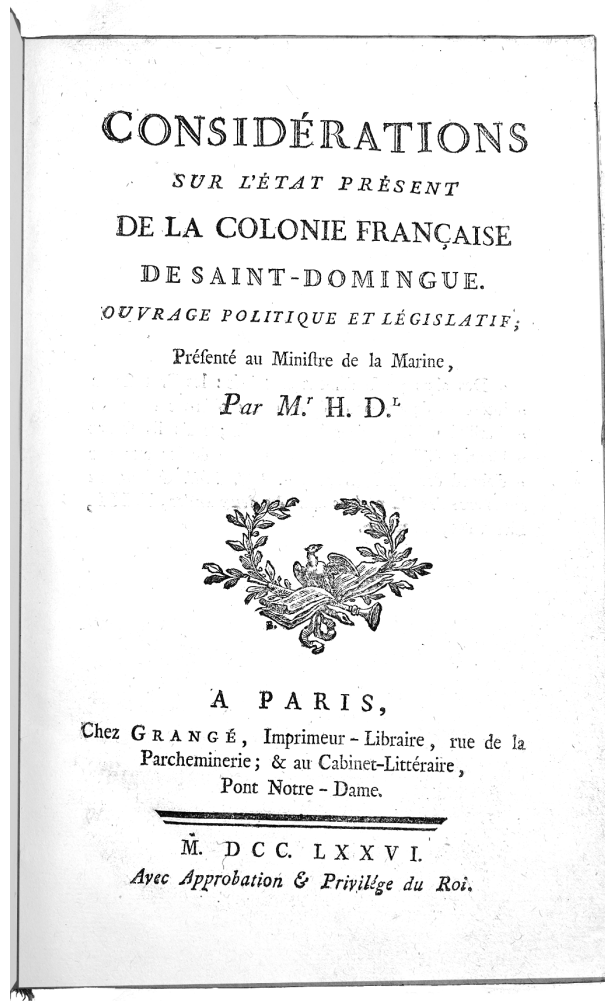 CONSIDÉRATIONS
SUR L'ÉTAT PRÉSENT
DE LA COLONIE FRANÇAISE
DE SAINT-DOMINGUE.
OUVRAGE POLITIQUE ET LÉGISLATIF;
Préſenté au Miniſtre de la Marine,
Par M.r H. D.L
A PARIS,
Chez GRANGÉ, Imprimeur-Libraire, rue de la
Parcheminerie; & au Cabinet-Littéraire,
Pont Notre-Dame.
M. DCC. LXXVI.
Avec Approbation & Privilége du Roi.